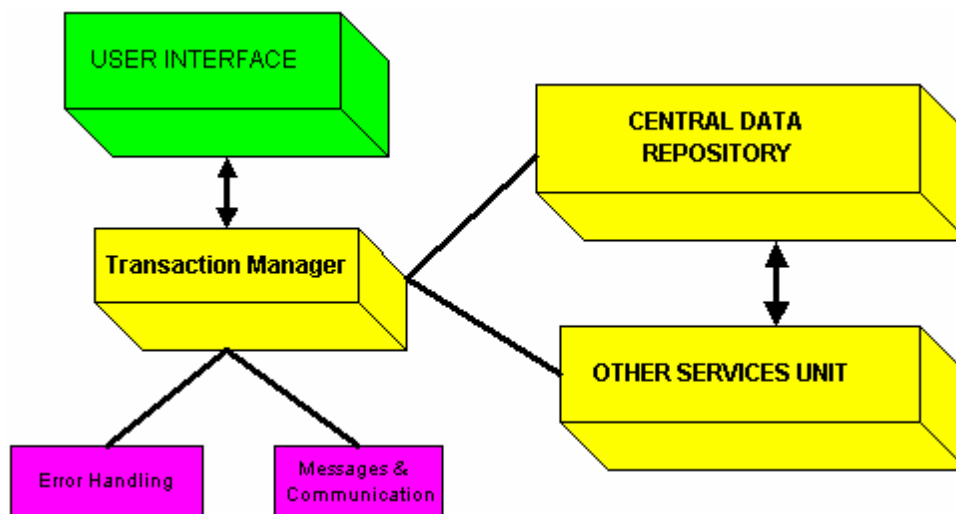 USER INTERFACE
CENTRAL DATA
REPOSITORY
Transaction Manager
OTHER SERVICES UNIT
Error Handling
Messages &
Communication